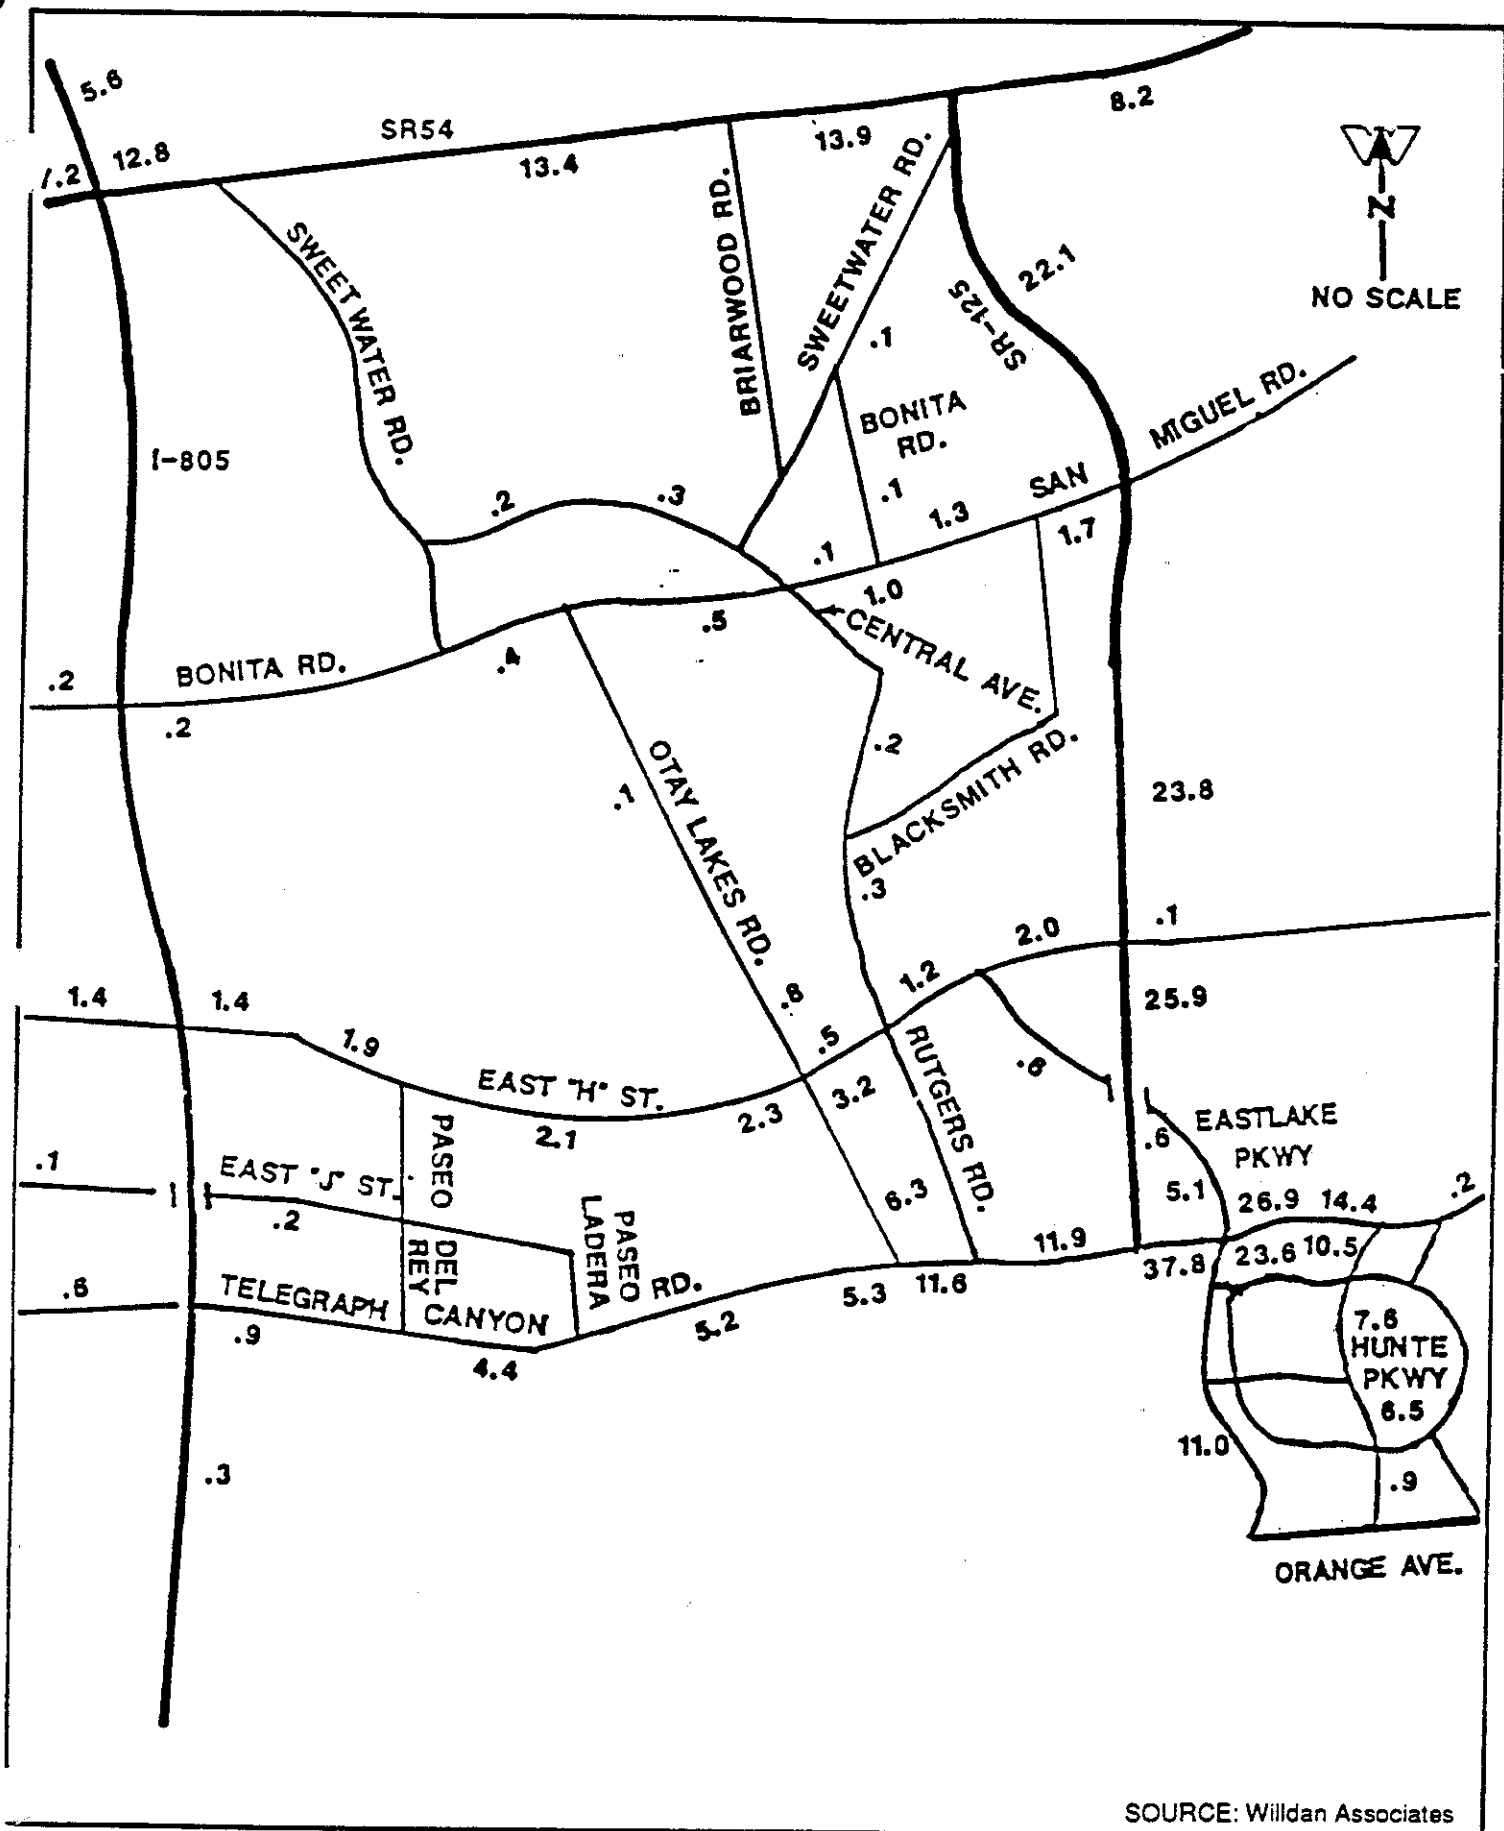 5.6
8.2
SR54
12.8
13.4
13.9
7.2
N
NO SCALE
SWEETWATER RD.
BRIARWOOD RD.
SWEETWATER RD.
SR-125
22.1
.1
BONITA
RD.
MIGUEL RD.
I-805
.2
.3
.1
1.3
SAN
1.7
.1
1.0
.5
CENTRAL AVE.
.4
BONITA RD.
.2
.2
.2
OTAY LAKES RD.
.1
BLACKSMITH RD.
23.8
.3
2.0
.1
1.4
1.4
1.9
.6
1.2
25.9
.5
RUTGERS RD.
.6
EAST "H" ST.
2.1
2.3
3.2
EASTLAKE
PKWY
.6
.1
EAST "J" ST.
.2
PASEO
DEL
REY
PASEO
LADERA
6.3
5.1
26.9
14.4
.2
11.9
37.8
23.6
10.5
.6
TELEGRAPH
CANYON
RD.
.9
4.4
5.2
5.3
11.6
7.6
HUNTE
PKWY
6.5
11.0
.9
.3
ORANGE AVE.
SOURCE: Willdan Associates